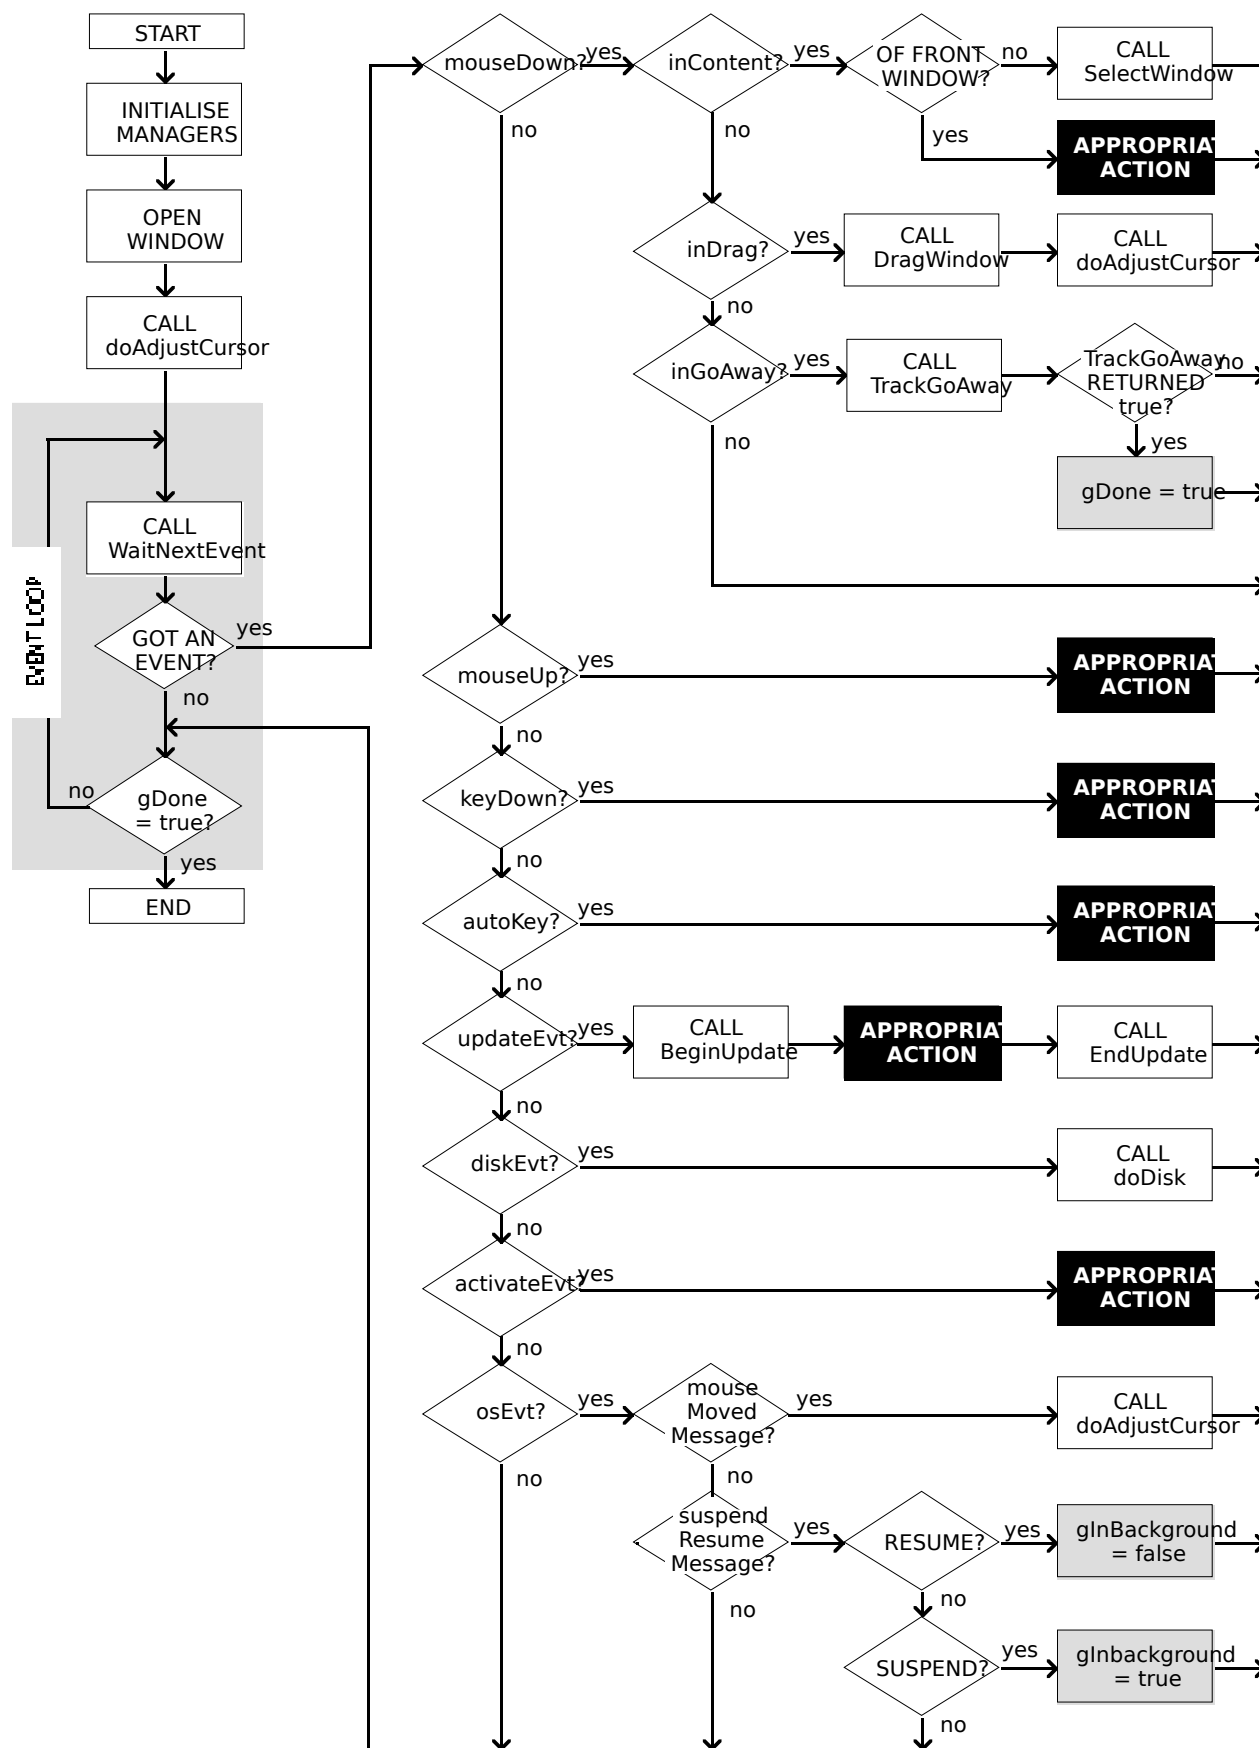 START
INITIALISE
MANAGERS
OPEN
WINDOW
CALL
doAdjustCursor
CALL
WaitNextEvent
EVENT LOOP
GOT AN
EVENT?
yes
no
gDone
= true?
no
yes
END
mouseDown?
yes
no
inContent?
yes
no
OF FRONT
WINDOW?
no
yes
CALL
SelectWindow
APPROPRIAT
ACTION
inDrag?
yes
no
CALL
DragWindow
CALL
doAdjustCursor
inGoAway?
yes
no
CALL
TrackGoAway
TrackGoAway
RETURNED
true?
no
yes
gDone = true
mouseUp?
yes
no
APPROPRIAT
ACTION
keyDown?
yes
no
APPROPRIAT
ACTION
autoKey?
yes
no
APPROPRIAT
ACTION
updateEvt?
yes
no
CALL
BeginUpdate
APPROPRIAT
ACTION
CALL
EndUpdate
diskEvt?
yes
no
CALL
doDisk
activateEvt?
yes
no
APPROPRIAT
ACTION
osEvt?
yes
no
mouse
Moved
Message?
yes
no
CALL
doAdjustCursor
suspend
Resume
Message?
yes
no
RESUME?
yes
no
gInBackground
= false
SUSPEND?
yes
no
gInbackground
= true